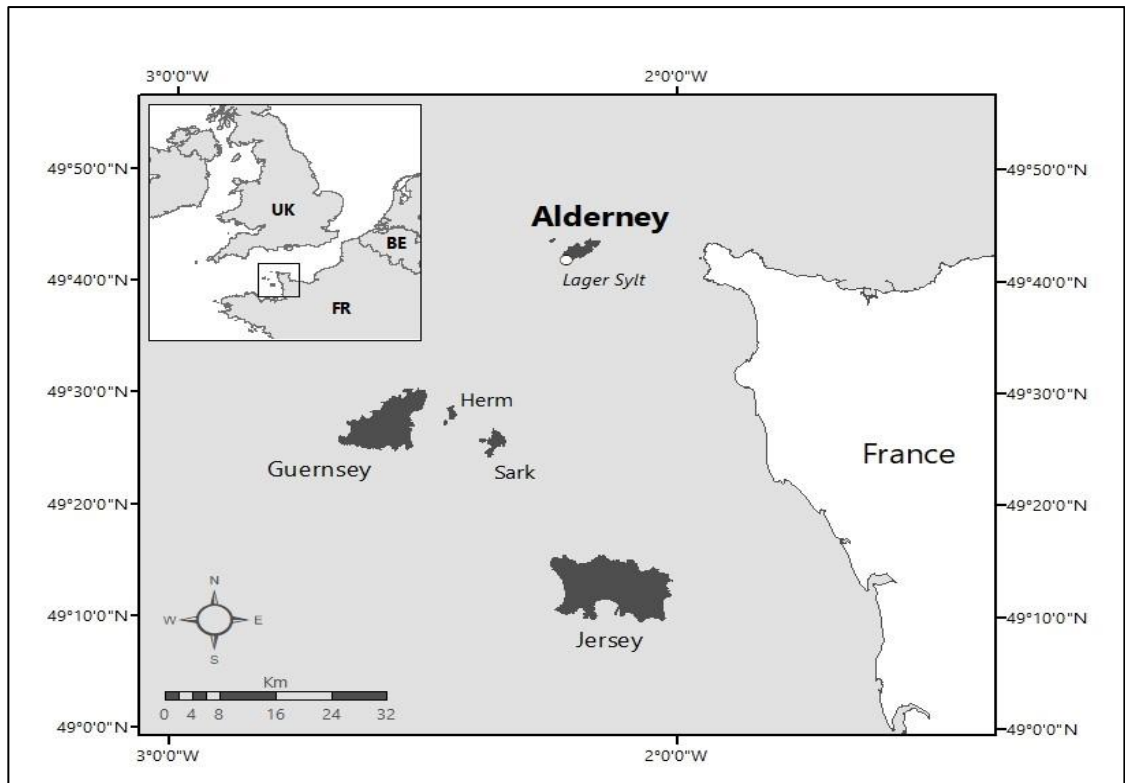 3°0'0"W
2°0'0"W
49°50'0"N
49°50'0"N
UK
BE
FR
Alderney
Lager Sylt
49°40'0"N
49°40'0"N
49°30'0"N
49°30'0"N
Herm
Guernsey
Sark
France
49°20'0"N
49°20'0"N
N
W
E
S
49°10'0"N
49°10'0"N
Jersey
Km
0 4 8 16 24 32
49°0'0"N
49°0'0"N
3°0'0"W
2°0'0"W